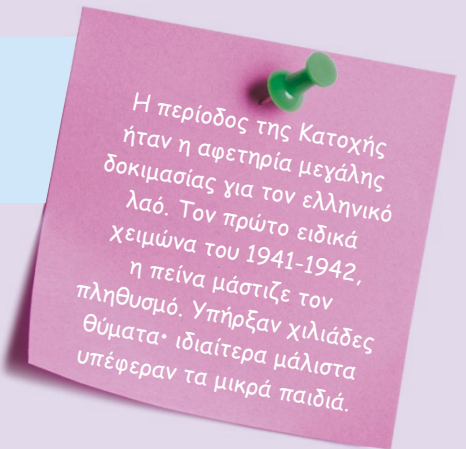 Η περίοδος της Κατοχής
ήταν η αφετηρία μεγάλης
δοκιμασίας για τον ελληνικό
λαό. Τον πρώτο ειδικά
χειμώνα του 1941-1942,
η πείνα μάστιζε τον
πληθυσμό. Υπήρξαν χιλιάδες
θύματα· ιδιαίτερα μάλιστα
υπέφεραν τα μικρά παιδιά.